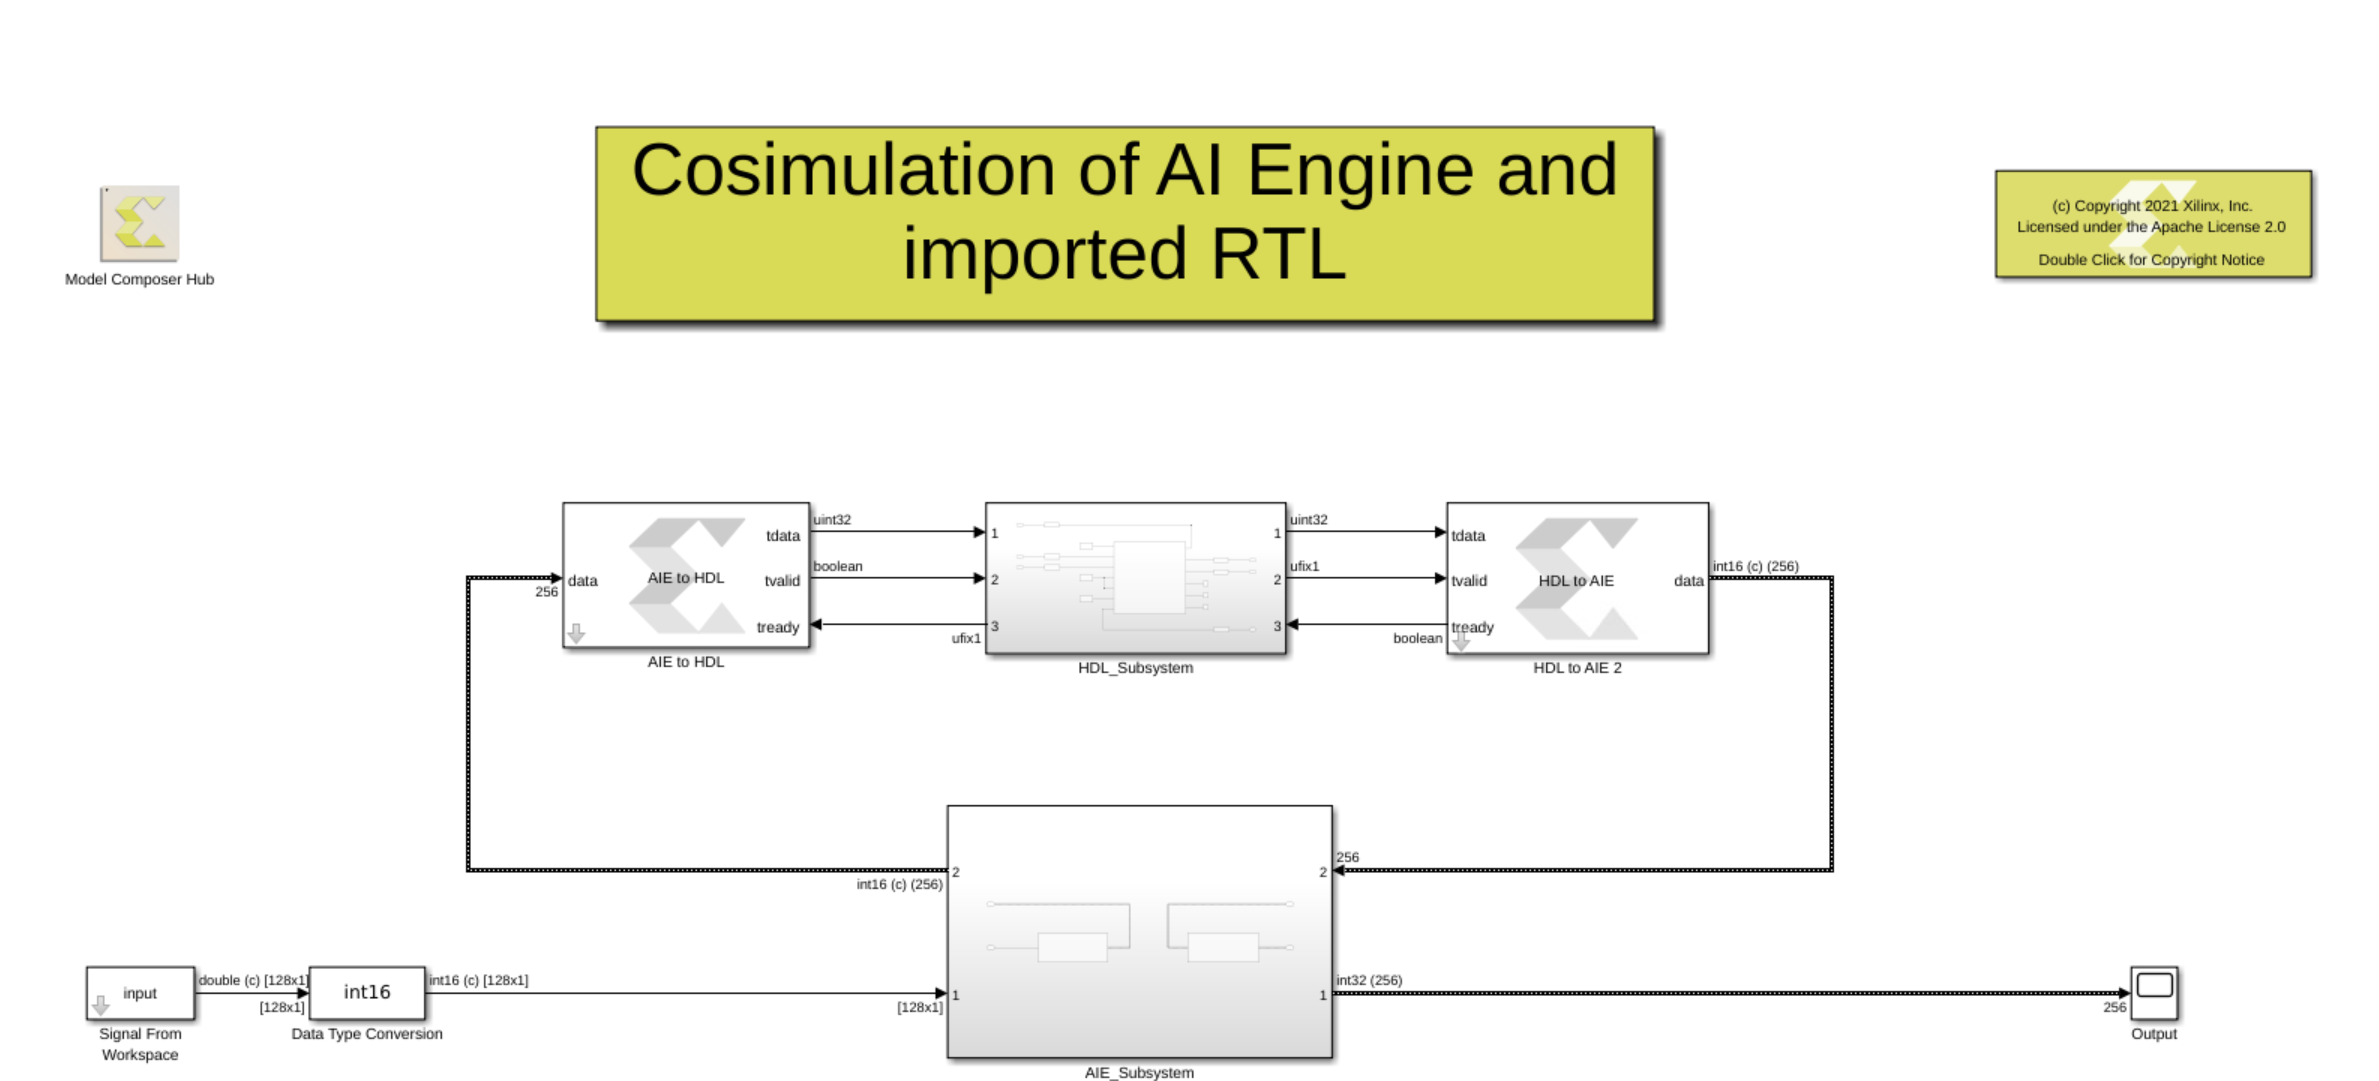 Cosimulation of AI Engine and
imported RTL
Model Composer Hub
(c) Copyright 2021 Xilinx, Inc.
Licensed under the Apache License 2.0
Double Click for Copyright Notice
data
256
AIE to HDL
tdata
tvalid
tready
AIE to HDL
uint32
boolean
ufix1
1
2
3
1
2
3
HDL_Subsystem
uint32
ufix1
boolean
tdata
tvalid
tready
HDL to AIE
data
HDL to AIE 2
int16 (c) (256)
2
int16 (c) (256)
256
2
input
Signal From
Workspace
double (c) [128x1]
[128x1]
int16
Data Type Conversion
int16 (c) [128x1]
[128x1]
1
1
AIE_Subsystem
int32 (256)
256
Output